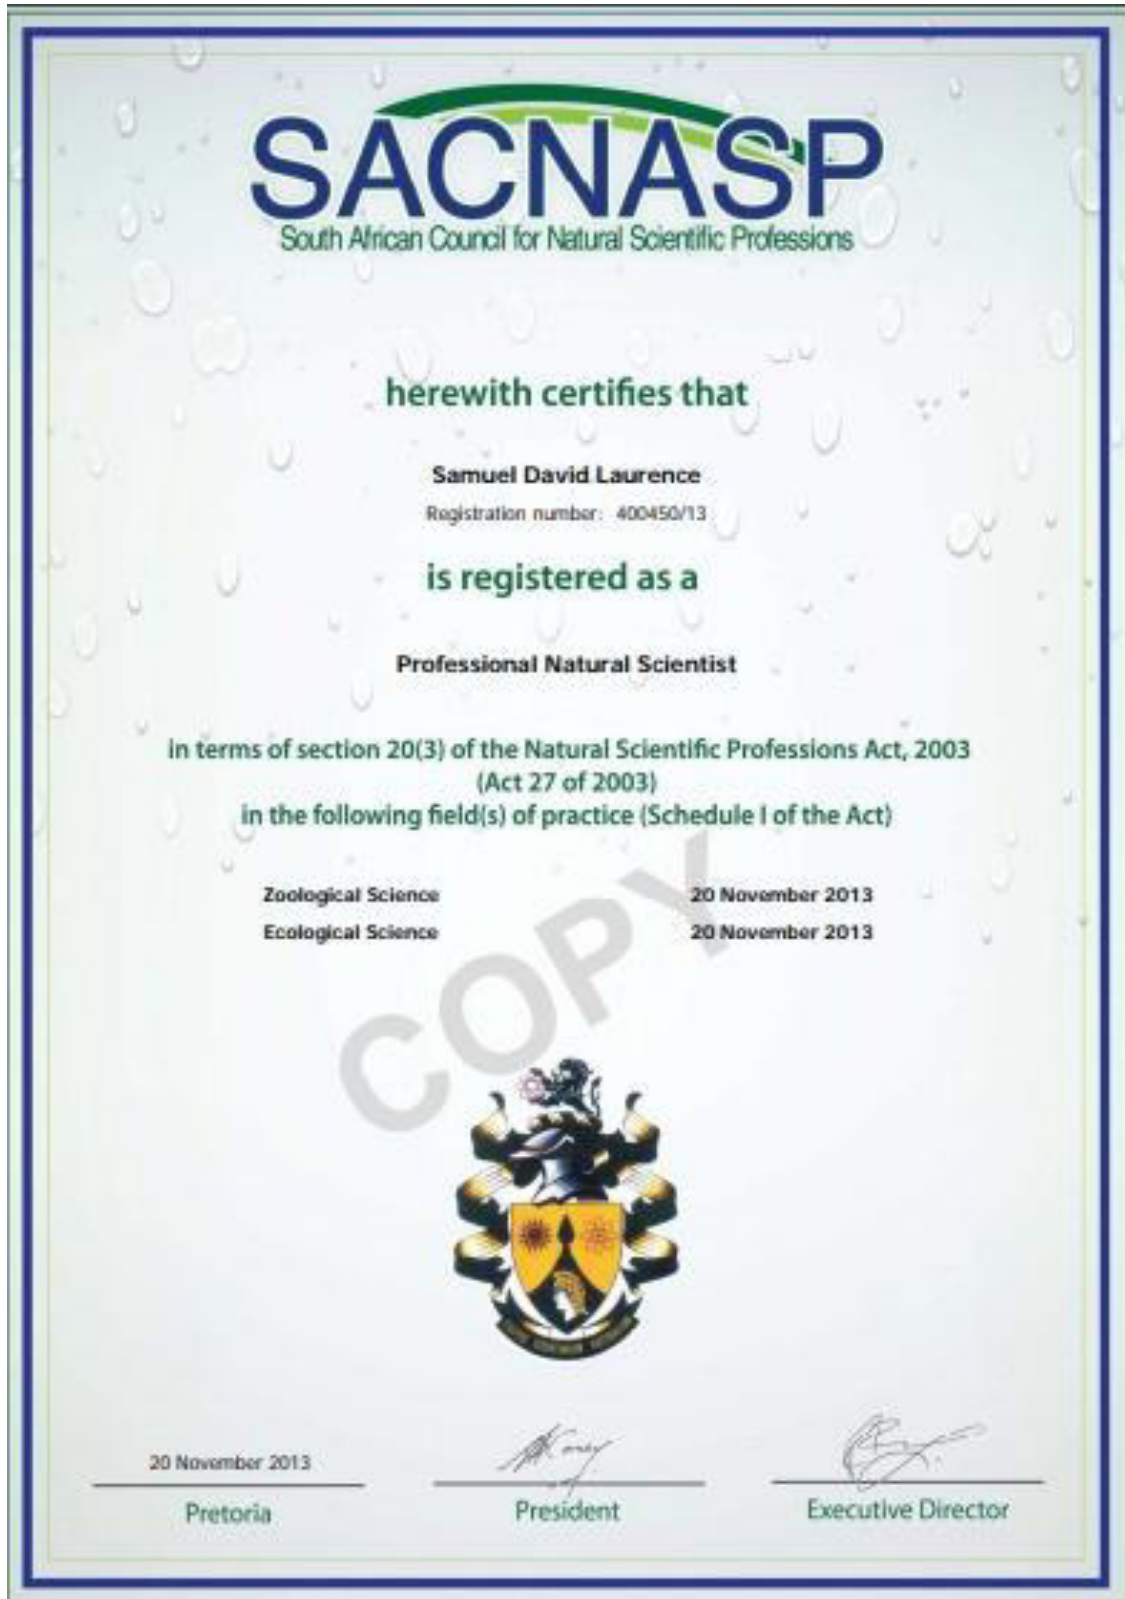 SACNASP
South African Council for Natural Scientific Professions
herewith certifies that
Samuel David Laurence
Registration number: 400450/13
is registered as a
Professional Natural Scientist
in terms of section 20(3) of the Natural Scientific Professions Act, 2003
(Act 27 of 2003)
in the following field(s) of practice (Schedule I of the Act)
Zoological Science 20 November 2013
Ecological Science 20 November 2013
COPY
20 November 2013
Pretoria President Executive Director